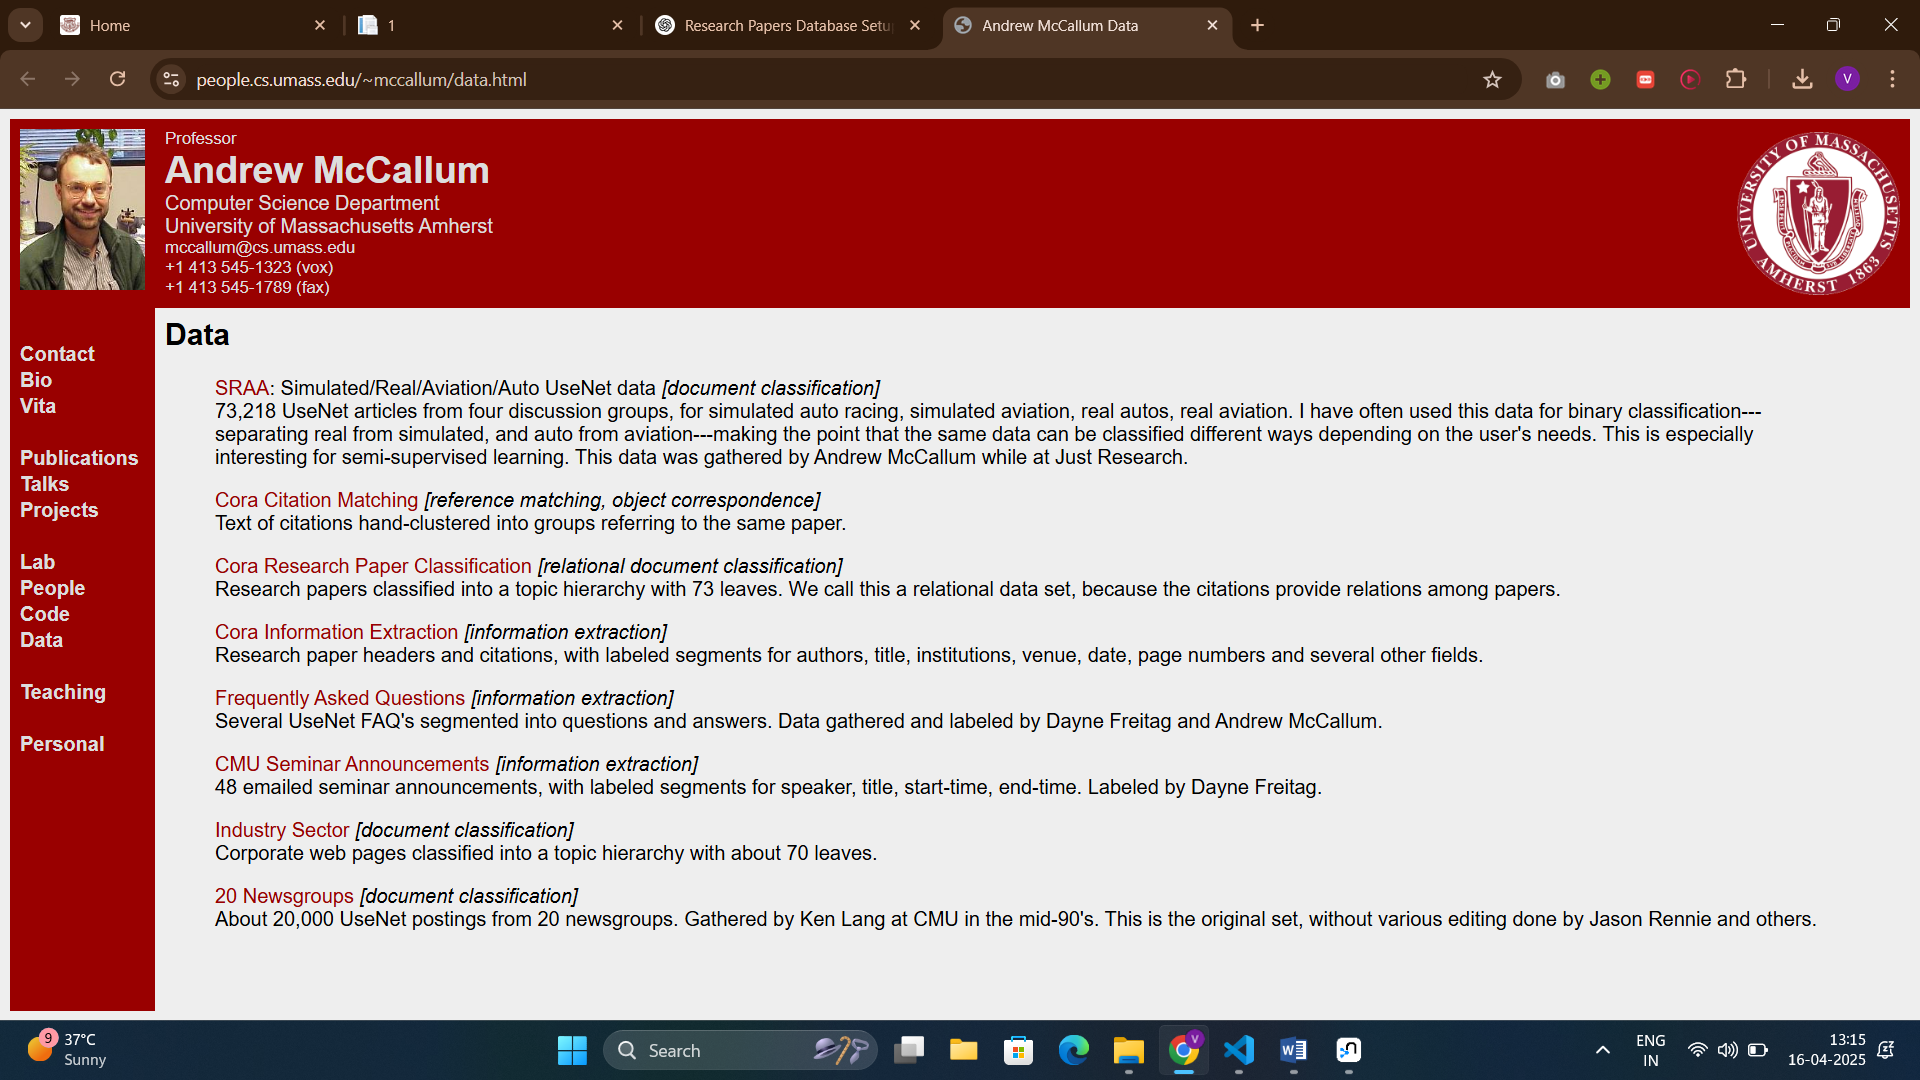 Home
1
Research Papers Database Setu
Andrew McCallum Data
people.cs.umass.edu/~mccallum/data.html
V
Professor
Andrew McCallum
Computer Science Department
University of Massachusetts Amherst
mccallum@cs.umass.edu
+1 413 545-1323 (vox)
+1 413 545-1789 (fax)
UNIVERSITY OF MASSACHUSETTS
AMHERST 1863
Contact
Bio
Vita
Publications
Talks
Projects
Lab
People
Code
Data
Teaching
Personal
Data
SRAA: Simulated/Real/Aviation/Auto UseNet data [document classification]
73,218 UseNet articles from four discussion groups, for simulated auto racing, simulated aviation, real autos, real aviation. I have often used this data for binary classification---
separating real from simulated, and auto from aviation---making the point that the same data can be classified different ways depending on the user's needs. This is especially
interesting for semi-supervised learning. This data was gathered by Andrew McCallum while at Just Research.
Cora Citation Matching [reference matching, object correspondence]
Text of citations hand-clustered into groups referring to the same paper.
Cora Research Paper Classification [relational document classification]
Research papers classified into a topic hierarchy with 73 leaves. We call this a relational data set, because the citations provide relations among papers.
Cora Information Extraction [information extraction]
Research paper headers and citations, with labeled segments for authors, title, institutions, venue, date, page numbers and several other fields.
Frequently Asked Questions [information extraction]
Several UseNet FAQ's segmented into questions and answers. Data gathered and labeled by Dayne Freitag and Andrew McCallum.
CMU Seminar Announcements [information extraction]
48 emailed seminar announcements, with labeled segments for speaker, title, start-time, end-time. Labeled by Dayne Freitag.
Industry Sector [document classification]
Corporate web pages classified into a topic hierarchy with about 70 leaves.
20 Newsgroups [document classification]
About 20,000 UseNet postings from 20 newsgroups. Gathered by Ken Lang at CMU in the mid-90's. This is the original set, without various editing done by Jason Rennie and others.
9
37°C
Sunny
Search
V
ENG
IN
13:15
16-04-2025